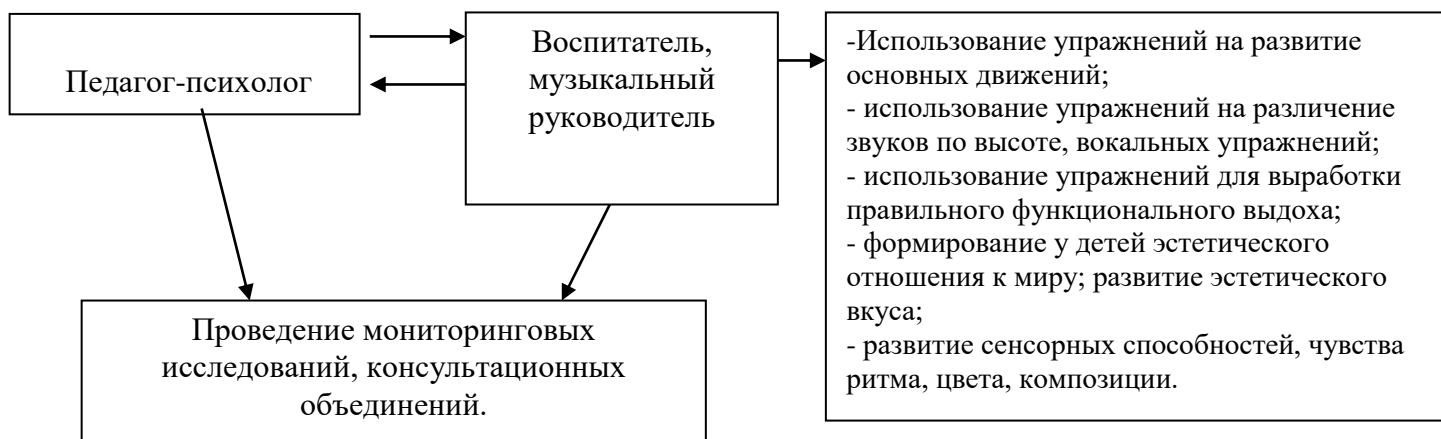 Педагог-психолог
Воспитатель,
музыкальный
руководитель
-Использование упражнений на развитие
основных движений;
- использование упражнений на различение
звуков по высоте, вокальных упражнений;
- использование упражнений для выработки
правильного функционального выдоха;
- формирование у детей эстетического
отношения к миру; развитие эстетического
вкуса;
- развитие сенсорных способностей, чувства
ритма, цвета, композиции.
Проведение мониторинговых
исследований, консультационных
объединений.